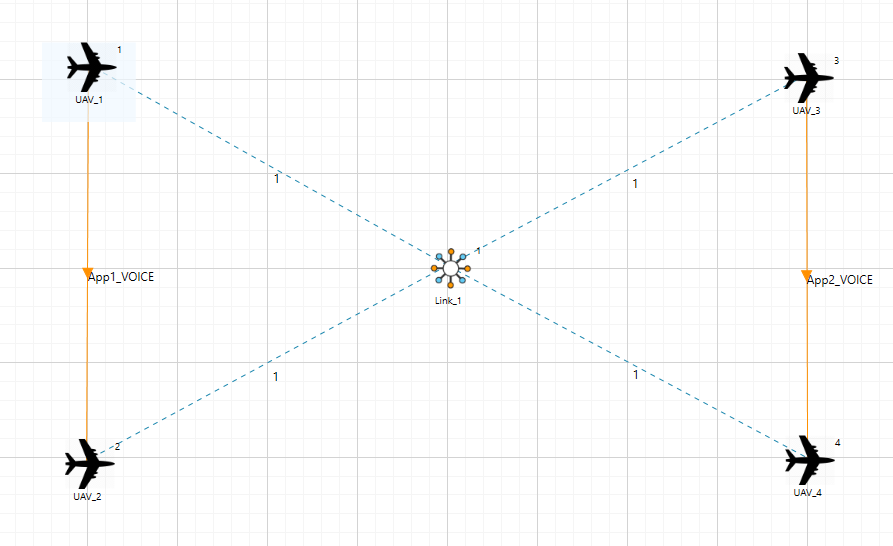 1
3
UAV_1
UAV_3
1
1
1
Link_1
App1_VOICE
App2_VOICE
1
1
2
4
UAV_2
UAV_4